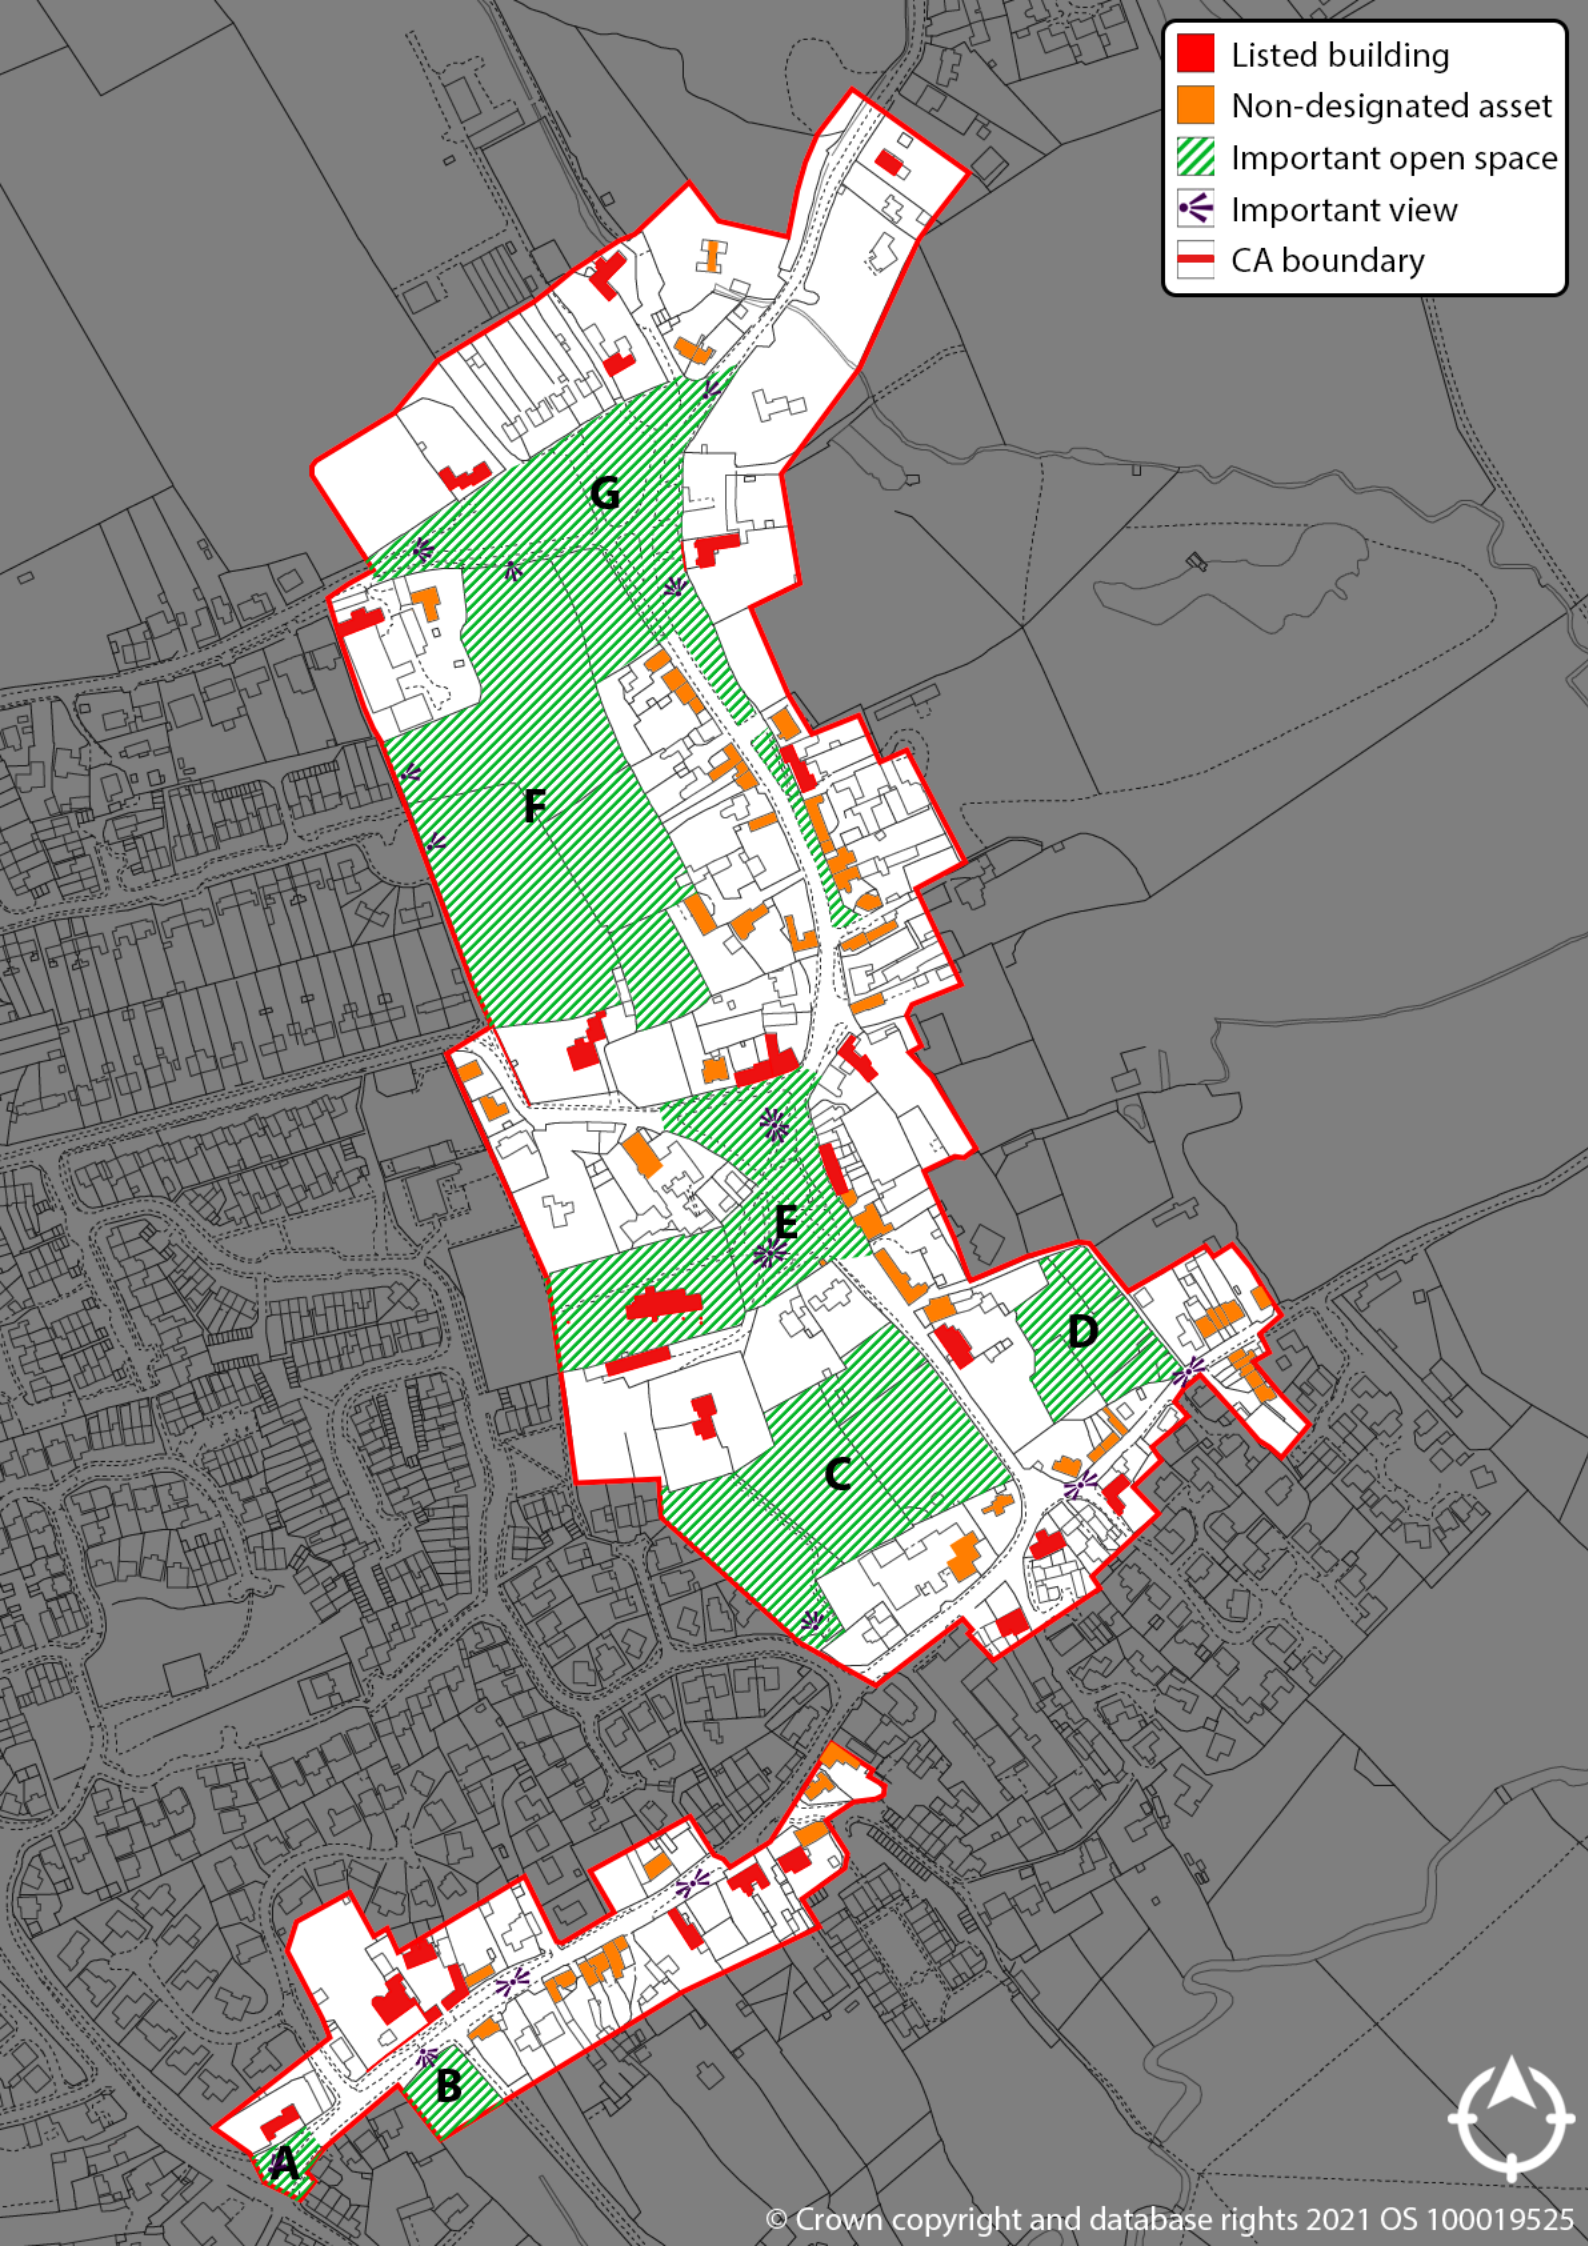 Listed building
Non-designated asset
Important open space
Important view
CA boundary
G
F
E
D
C
B
A
© Crown copyright and database rights 2021 OS 100019525